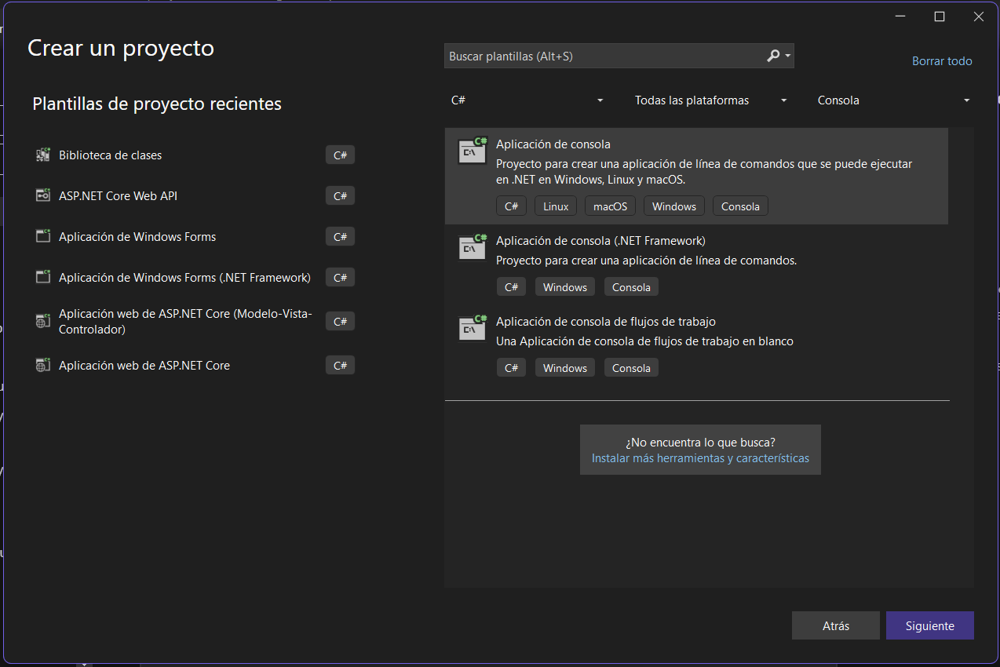 Crear un proyecto
Plantillas de proyecto recientes
Biblioteca de clases C#
ASP.NET Core Web API C#
Aplicación de Windows Forms C#
Aplicación de Windows Forms (.NET Framework) C#
Aplicación web de ASP.NET Core (Modelo-Vista-
Controlador) C#
Aplicación web de ASP.NET Core C#
Buscar plantillas (Alt+S)
Borrar todo
C# Todas las plataformas Consola
Aplicación de consola
Proyecto para crear una aplicación de línea de comandos que se puede ejecutar
en .NET en Windows, Linux y macOS.
C# Linux macOS Windows Consola
Aplicación de consola (.NET Framework)
Proyecto para crear una aplicación de línea de comandos.
C# Windows Consola
Aplicación de consola de flujos de trabajo
Una Aplicación de consola de flujos de trabajo en blanco
C# Windows Consola
¿No encuentra lo que busca?
Instalar más herramientas y características
Atrás Siguiente